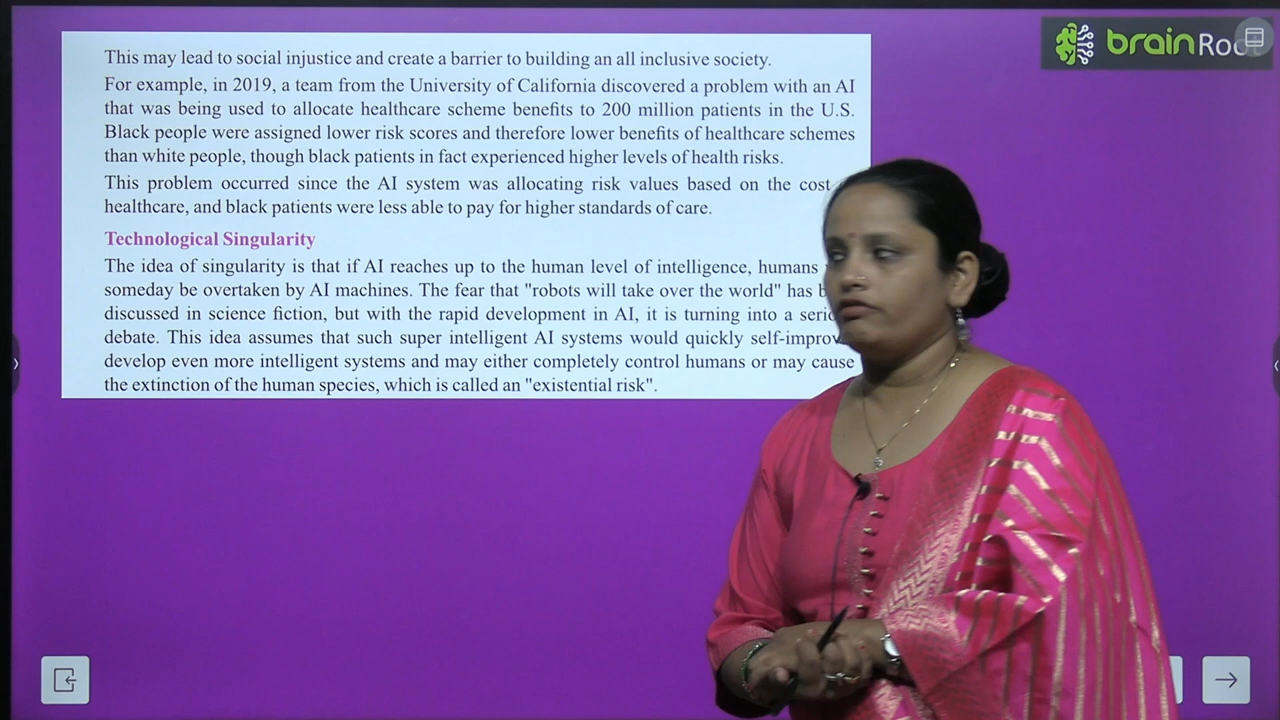 brainRoot
This may lead to social injustice and create a barrier to building an all inclusive society.
For example, in 2019, a team from the University of California discovered a problem with an AI
that was being used to allocate healthcare scheme benefits to 200 million patients in the U.S.
Black people were assigned lower risk scores and therefore lower benefits of healthcare schemes
than white people, though black patients in fact experienced higher levels of health risks.
This problem occurred since the AI system was allocating risk values based on the cost
healthcare, and black patients were less able to pay for higher standards of care.
Technological Singularity
The idea of singularity is that if AI reaches up to the human level of intelligence, humans
someday be overtaken by AI machines. The fear that "robots will take over the world" has
discussed in science fiction, but with the rapid development in AI, it is turning into a
debate. This idea assumes that such super intelligent AI systems would quickly
develop even more intelligent systems and may either completely control humans or may cause
the extinction of the human species, which is called an "existential risk".